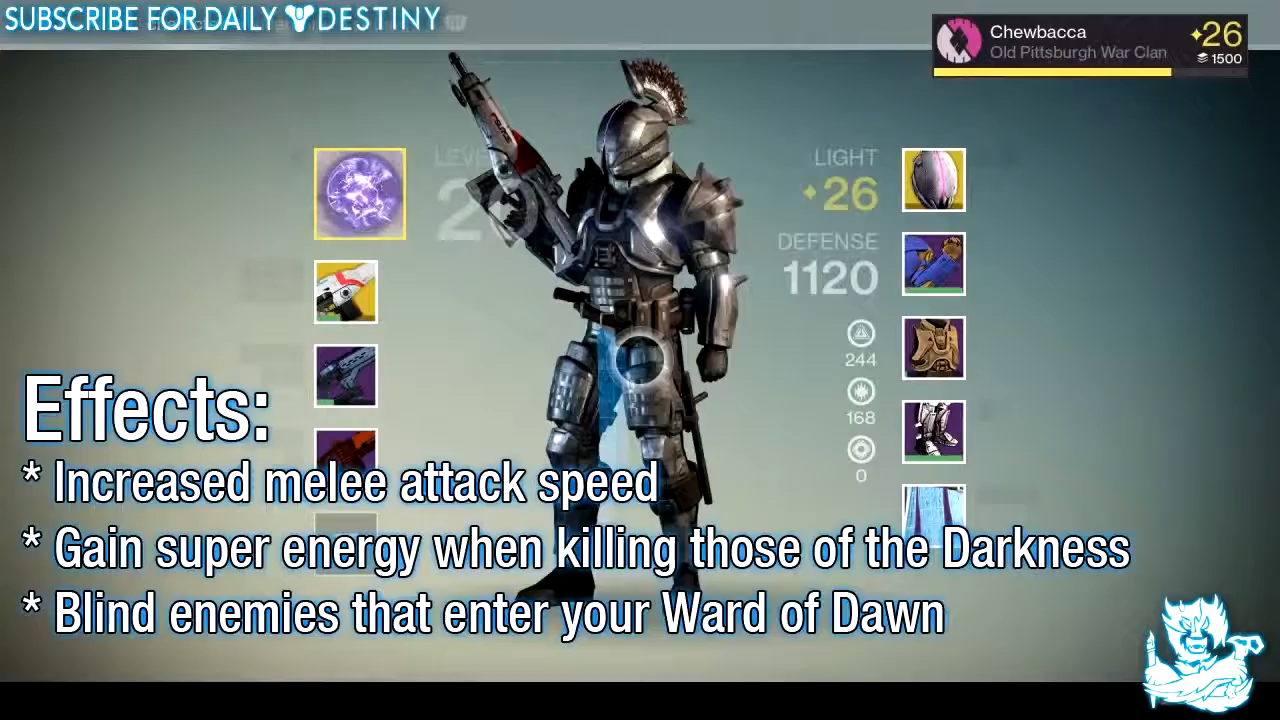 SUBSCRIBE FOR DAILY DESTINY
Chewbacca
Old Pittsburgh War Clan
26
1500
LIGHT
26
DEFENSE
1120
244
168
0
Effects:
* Increased melee attack speed
* Gain super energy when killing those of the Darkness
* Blind enemies that enter your Ward of Dawn